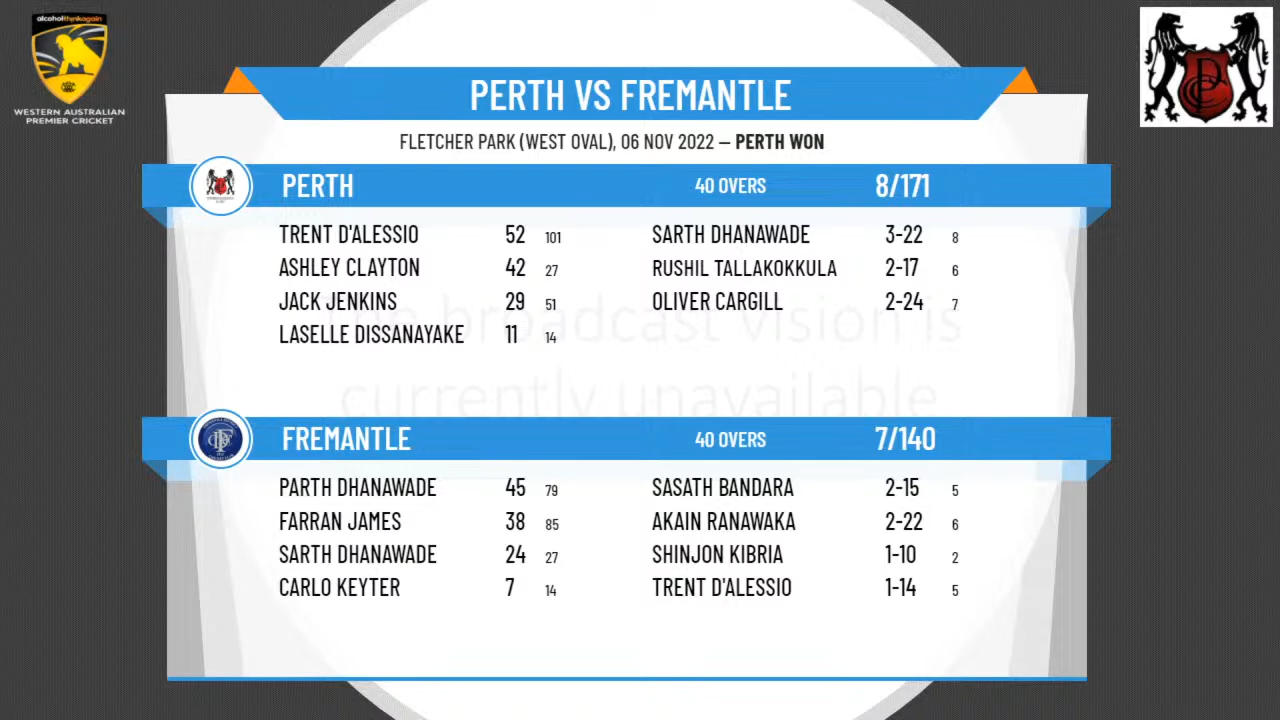 alcoholthinkagain
WESTERN AUSTRALIAN
PREMIER CRICKET
PERTH VS FREMANTLE
FLETCHER PARK (WEST OVAL), 06 NOV 2022 – PERTH WON
PERTH 40 OVERS 8/171
TRENT D'ALESSIO 52 101 SARTH DHANAWADE 3-22 8
ASHLEY CLAYTON 42 27 RUSHIL TALLAKOKKULA 2-17 6
JACK JENKINS 29 51 OLIVER CARGILL 2-24 7
LASELLE DISSANAYAKE 11 14
broadcast vision is
currently unavailable
FREMANTLE 40 OVERS 7/140
PARTH DHANAWADE 45 79 SASATH BANDARA 2-15 5
FARRAN JAMES 38 85 AKAIN RANAWAKA 2-22 6
SARTH DHANAWADE 24 27 SHINJON KIBRIA 1-10 2
CARLO KEYTER 7 14 TRENT D'ALESSIO 1-14 5